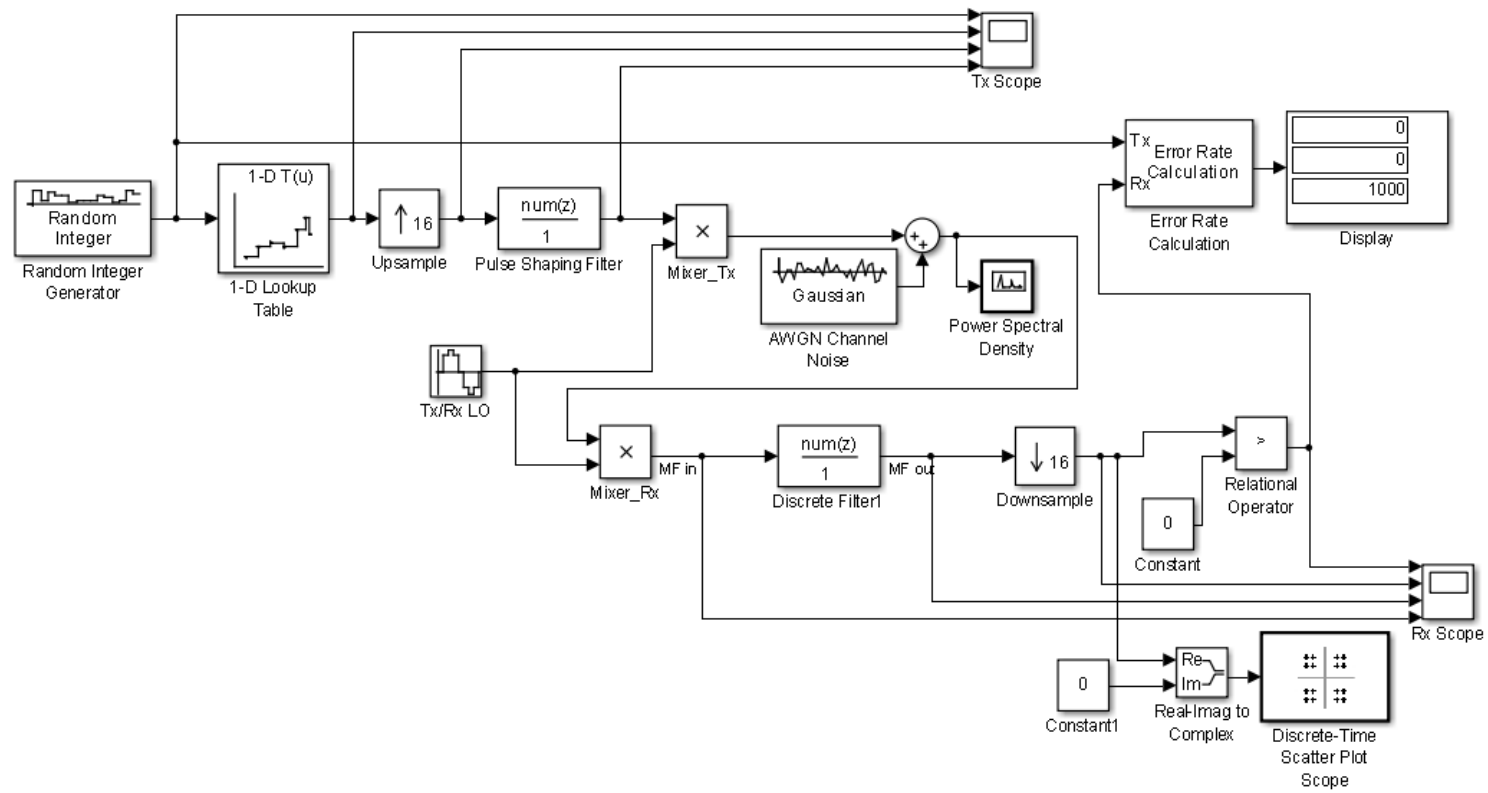 Tx Scope
Tx
Rx
Error Rate
Calculation
Error Rate
Calculation
0
0
1000
Display
Random
Integer
Random Integer
Generator
1-D T(u)
1-D Lookup
Table
16
Upsample
num(z)
1
Pulse Shaping Filter
×
Mixer_Tx
+
+
Gaussian
AWGN Channel
Noise
Power Spectral
Density
Tx/Rx LO
×
Mixer_Rx
MF in
num(z)
1
Discrete Filter1
MF out
16
Downsample
>
Relational
Operator
0
Constant
Rx Scope
0
Constant1
Re
Im
Real-Imag to
Complex
Discrete-Time
Scatter Plot
Scope